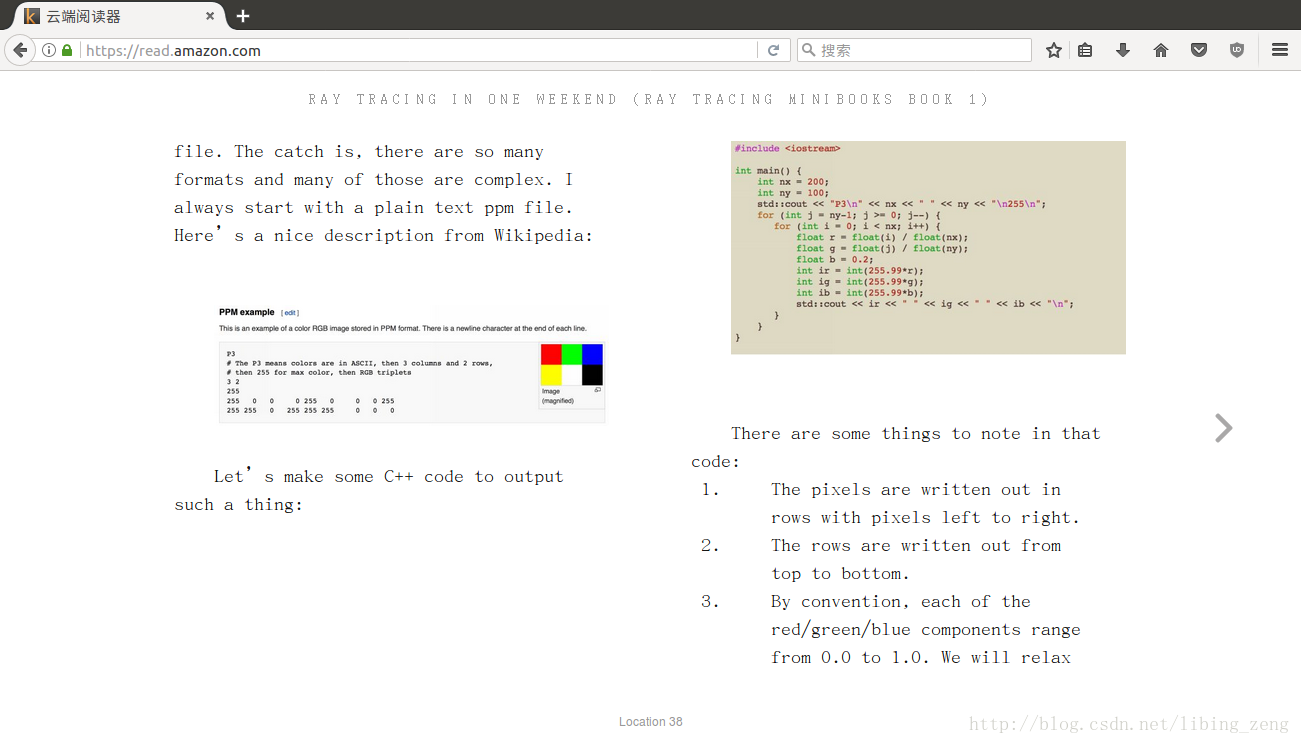 云端阅读器
https://read.amazon.com
搜索
RAY TRACING IN ONE WEEKEND (RAY TRACING MINIBOOKS BOOK 1)
file. The catch is, there are so many
formats and many of those are complex. I
always start with a plain text ppm file.
Here’s a nice description from Wikipedia:
PPM example [ edit ]
This is an example of a color RGB image stored in PPM format. There is a newline character at the end of each line.
P3
# The P3 means colors are in ASCII, then 3 columns and 2 rows,
# then 255 for max color, then RGB triplets
3 2
255
255 0 0 0 255 0 0 0 255
255 255 0 255 255 255 0 0 0
Image
(magnified)
Let’s make some C++ code to output
such a thing:
#include <iostream>
int main() {
int nx = 200;
int ny = 100;
std::cout << "P3\n" << nx << " " << ny << "\n255\n";
for (int j = ny-1; j >= 0; j--) {
for (int i = 0; i < nx; i++) {
float r = float(i) / float(nx);
float g = float(j) / float(ny);
float b = 0.2;
int ir = int(255.99*r);
int ig = int(255.99*g);
int ib = int(255.99*b);
std::cout << ir << " " << ig << " " << ib << "\n";
}
}
}
There are some things to note in that
code:
1. The pixels are written out in
rows with pixels left to right.
2. The rows are written out from
top to bottom.
3. By convention, each of the
red/green/blue components range
from 0.0 to 1.0. We will relax
Location 38
http://blog.csdn.net/libing_zeng